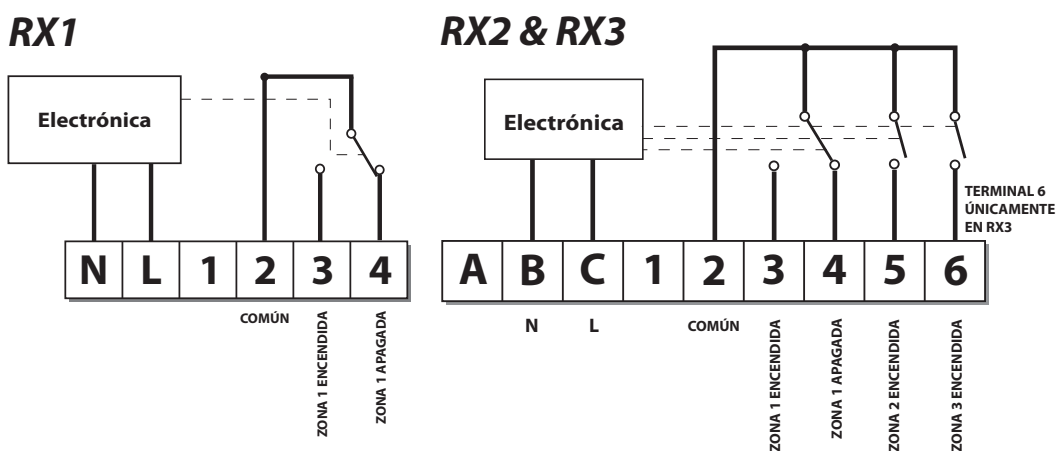 RX1
Electrónica
N L 1 2 3 4
COMÚN
ZONA 1 ENCENDIDA
ZONA 1 APAGADA
RX2 & RX3
Electrónica
TERMINAL 6
ÚNICAMENTE
EN RX3
A B C 1 2 3 4 5 6
N L COMÚN
ZONA 1 ENCENDIDA
ZONA 1 APAGADA
ZONA 2 ENCENDIDA
ZONA 3 ENCENDIDA